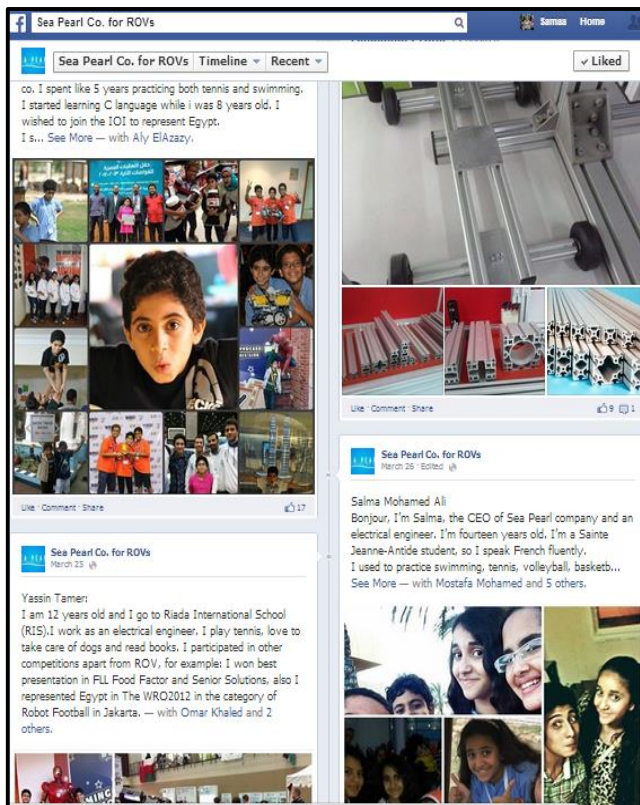 Sea Pearl Co. for ROVs
Samaa Home
Sea Pearl Co. for ROVs Timeline Recent
Liked
co. I spent like 5 years practicing both tennis and swimming.
I started learning C language while i was 8 years old. I
wished to join the IOI to represent Egypt.
I s... See More — with Aly ElAzazy.
Like · Comment · Share
17
Sea Pearl Co. for ROVs
March 25
Yassin Tamer:
I am 12 years old and I go to Riada International School
(RIS).I work as an electrical engineer. I play tennis, love to
take care of dogs and read books. I participated in other
competitions apart from ROV, for example: I won best
presentation in FLL Food Factor and Senior Solutions, also I
represented Egypt in The WRO2012 in the category of
Robot Football in Jakarta. — with Omar Khaled and 2
others.
Like · Comment · Share
9 1
Sea Pearl Co. for ROVs
March 26 · Edited
Salma Mohamed Ali
Bonjour, I'm Salma, the CEO of Sea Pearl company and an
electrical engineer. I'm fourteen years old. I'm a Sainte
Jeanne-Antide student, so I speak French fluently.
I used to practice swimming, tennis, volleyball, basketb...
See More — with Mostafa Mohamed and 5 others.